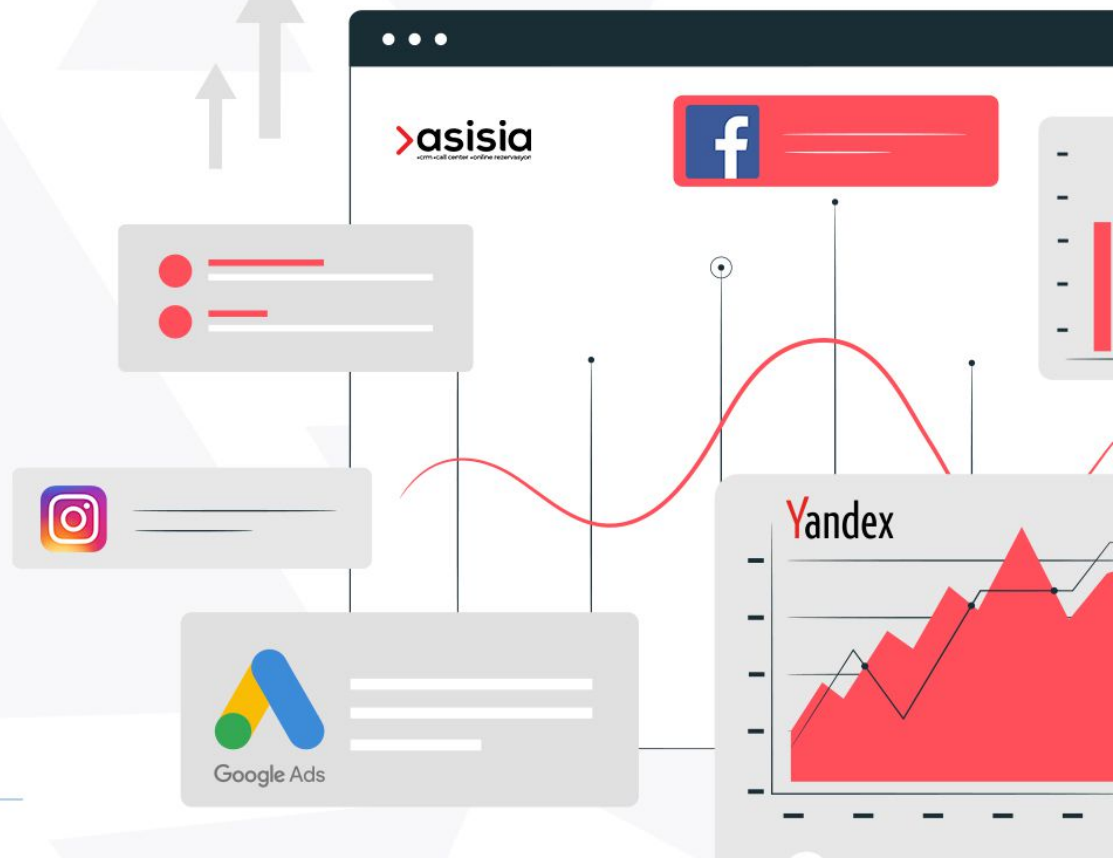 >asisia
•crm •call center •online rezervasyon
f
Yandex
Google Ads